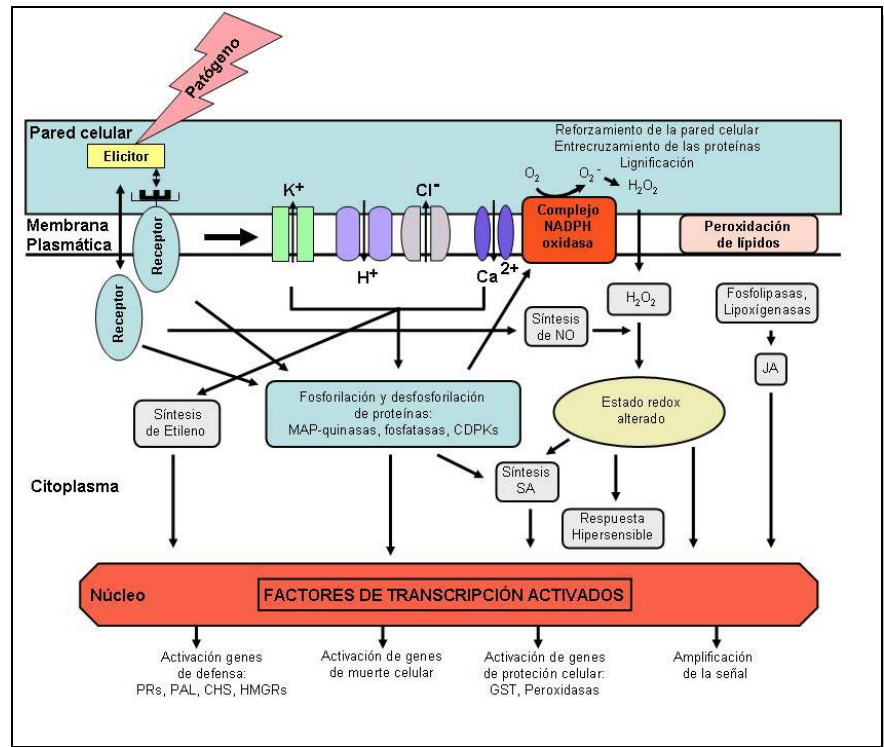 Patógeno
Pared celular
Elicitor
Reforzamiento de la pared celular
Entrecruzamiento de las proteínas
Lignificación
O2
O2-
H2O2
K+
Cl-
Membrana
Plasmática
Receptor
Complejo
NADPH
oxidasa
Peroxidación
de lípidos
H+
Ca2+
Receptor
H2O2
Fosfolipasas,
Lipoxígenasas
Síntesis
de NO
JA
Síntesis
de Etileno
Fosforilación y desfosforilación
de proteínas:
MAP-quinasas, fosfatasas, CDPKs
Estado redox
alterado
Citoplasma
Síntesis
SA
Respuesta
Hipersensible
Núcleo
FACTORES DE TRANSCRIPCIÓN ACTIVADOS
Activación genes
de defensa:
PRs, PAL, CHS, HMGRs
Activación de genes
de muerte celular
Activación de genes
de proteción celular:
GST, Peroxidasas
Amplificación
de la señal